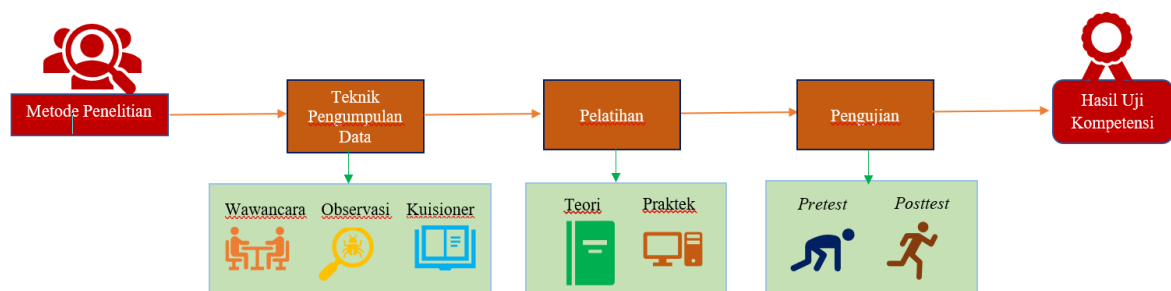 Metode Penelitian
Teknik
Pengumpulan
Data
Pelatihan
Pengujian
Hasil Uji
Kompetensi
Wawancara
Observasi
Kuisioner
Teori
Praktek
Pretest
Posttest